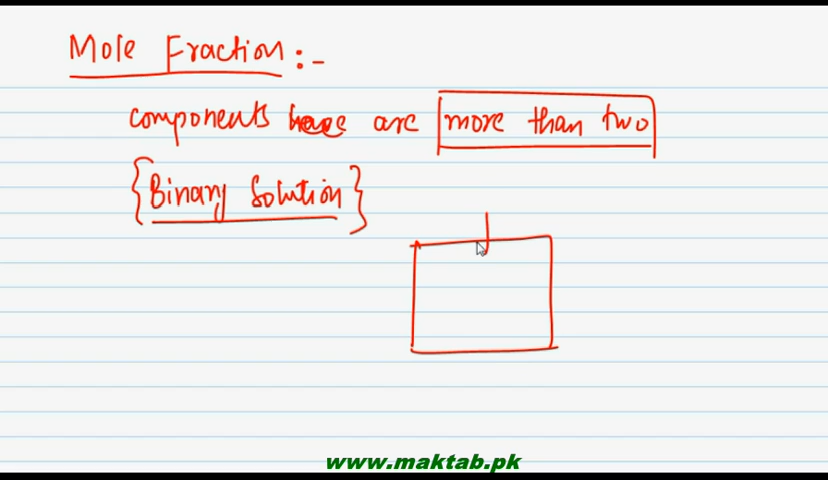 Mole Fraction :-
components are more than two
{Binary Solution}
www.maktab.pk